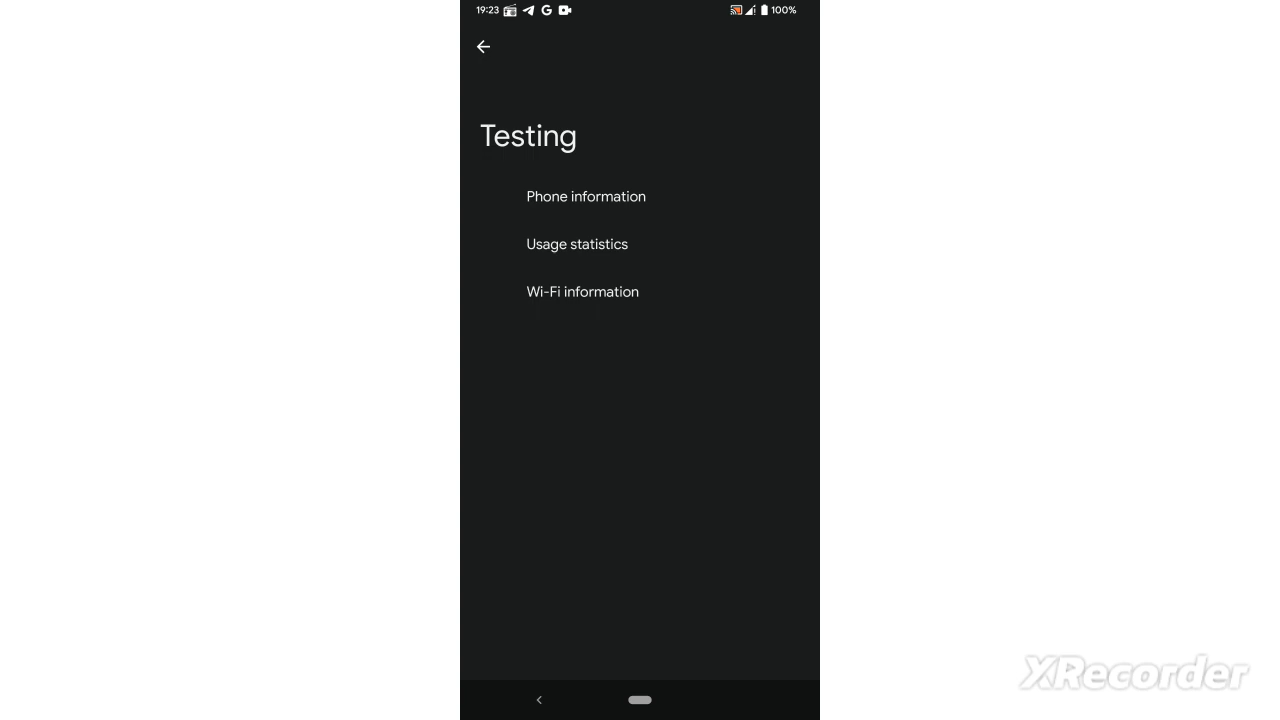 19:23
100%
Testing
Phone information
Usage statistics
Wi-Fi information
XRecorder